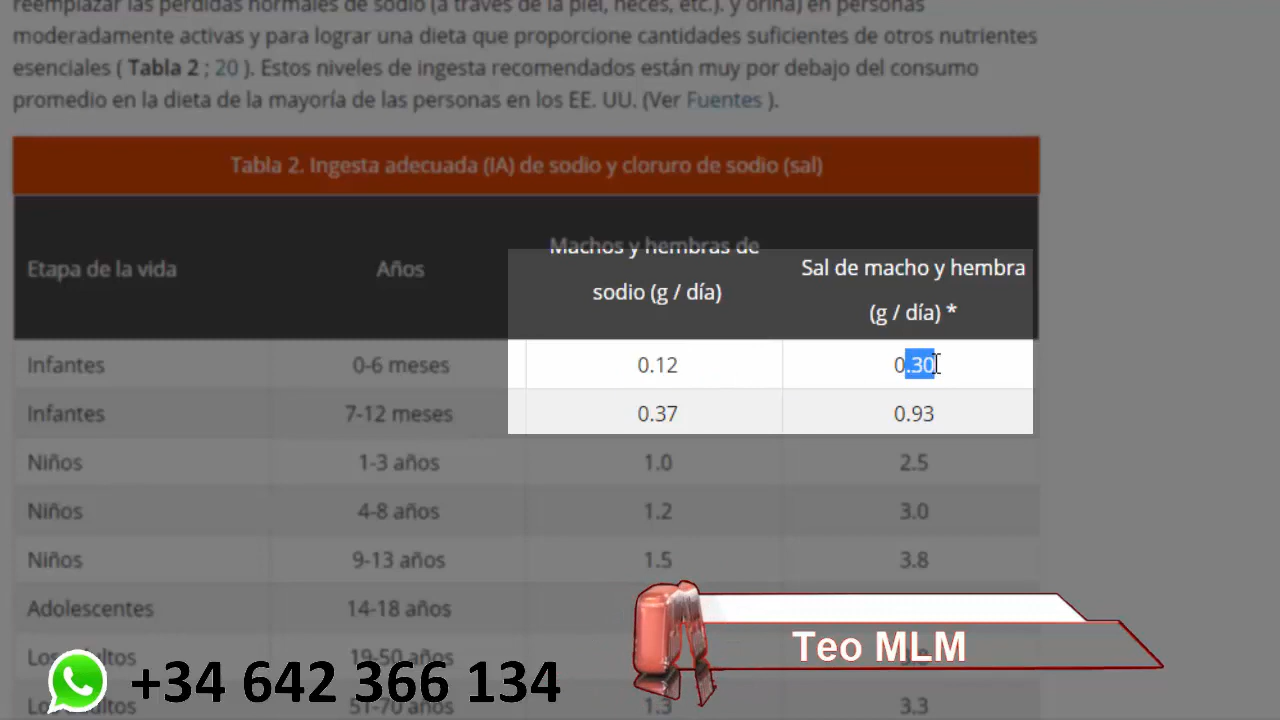 reemplazar las pérdidas normales de sodio (a través de la piel, heces, etc.). y orina) en personas
moderadamente activas y para lograr una dieta que proporcione cantidades suficientes de otros nutrientes
esenciales ( Tabla 2 ; 20 ). Estos niveles de ingesta recomendados están muy por debajo del consumo
promedio en la dieta de la mayoría de las personas en los EE. UU. (Ver Fuentes ).
Tabla 2. Ingesta adecuada (IA) de sodio y cloruro de sodio (sal)
Etapa de la vida Años Machos y hembras de sodio (g / día) Sal de macho y hembra (g / día) *
Infantes 0-6 meses 0.12 0.30
Infantes 7-12 meses 0.37 0.93
Niños 1-3 años 1.0 2.5
Niños 4-8 años 1.2 3.0
Niños 9-13 años 1.5 3.8
Adolescentes 14-18 años
Los adultos 19-50 años
Los adultos 51-70 años 1.3 3.3
+34 642 366 134
Teo MLM